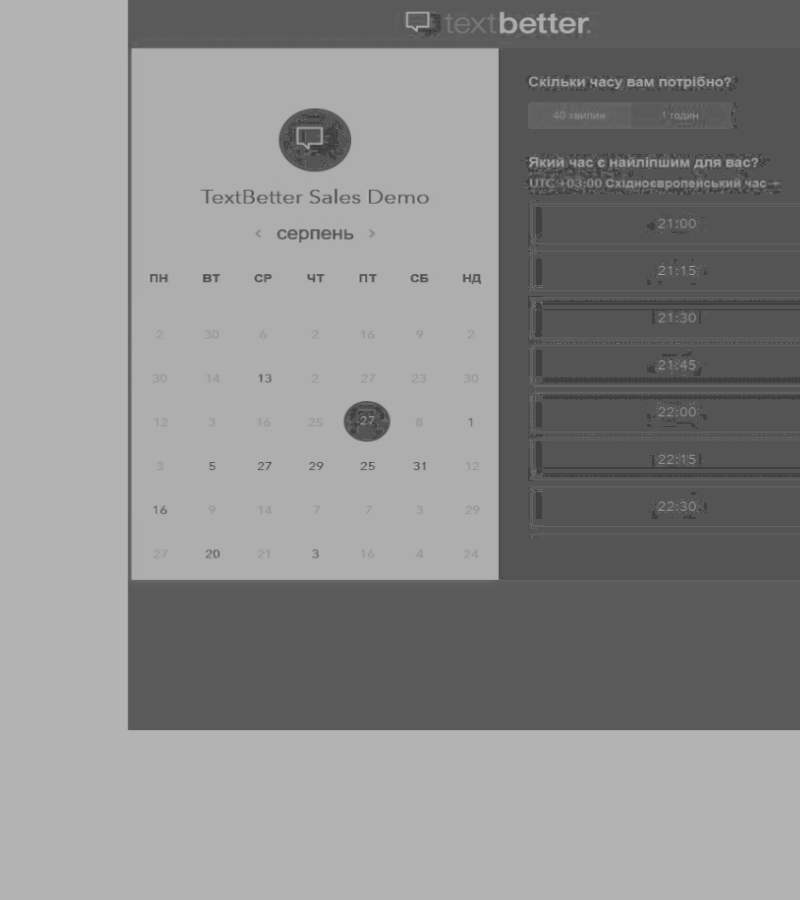 textbetter.
TextBetter Sales Demo
‹ серпень ›
ПН ВТ СР ЧТ ПТ СБ НД
2 30 6 2 16 9 2
30 14 13 2 27 23 30
12 3 16 25 27 8 1
3 5 27 29 25 31 12
16 9 14 7 7 3 29
27 20 21 3 16 4 24
Скільки часу вам потрібно?
40 хвилин 1 годин
Який час є найліпшим для вас?
UTC +03:00 Східноєвропейський час
21:00
21:15
21:30
21:45
22:00
22:15
22:30